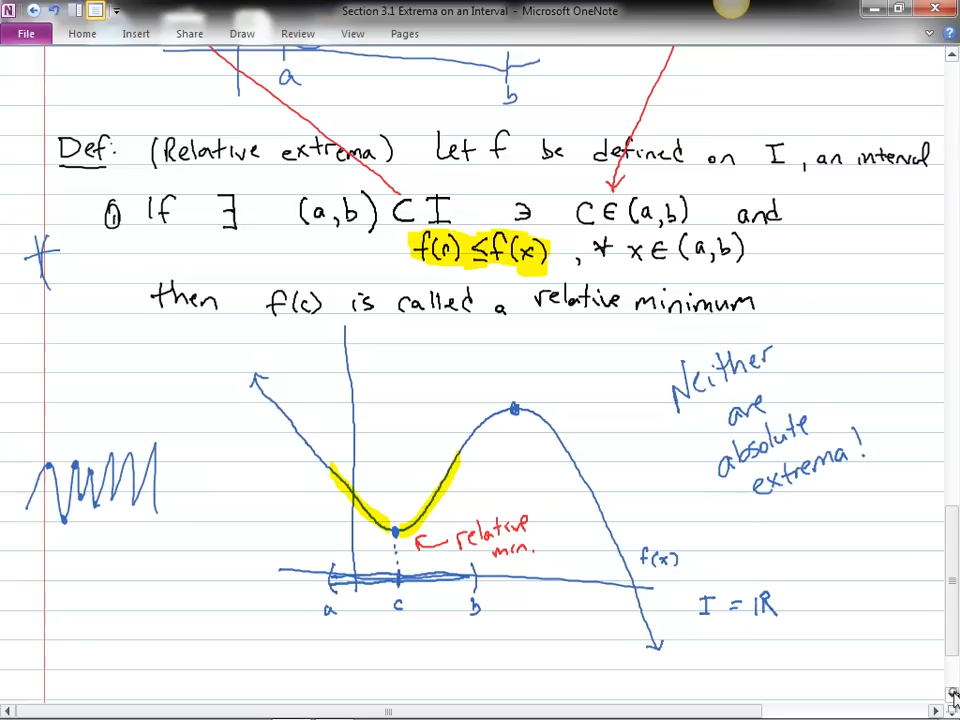 Section 3.1 Extrema on an Interval - Microsoft OneNote
File Home Insert Share Draw Review View Pages
a
b
Def: (Relative extrema) Let f be defined on I, an interval
① If ∃ (a,b) ⊂ I ∋ c ∈ (a,b) and
f(c) ≤ f(x), ∀ x ∈ (a,b)
then f(c) is called a relative minimum
Neither
are
absolute
extrema!
relative
min.
f(x)
a c b
I = ℝ